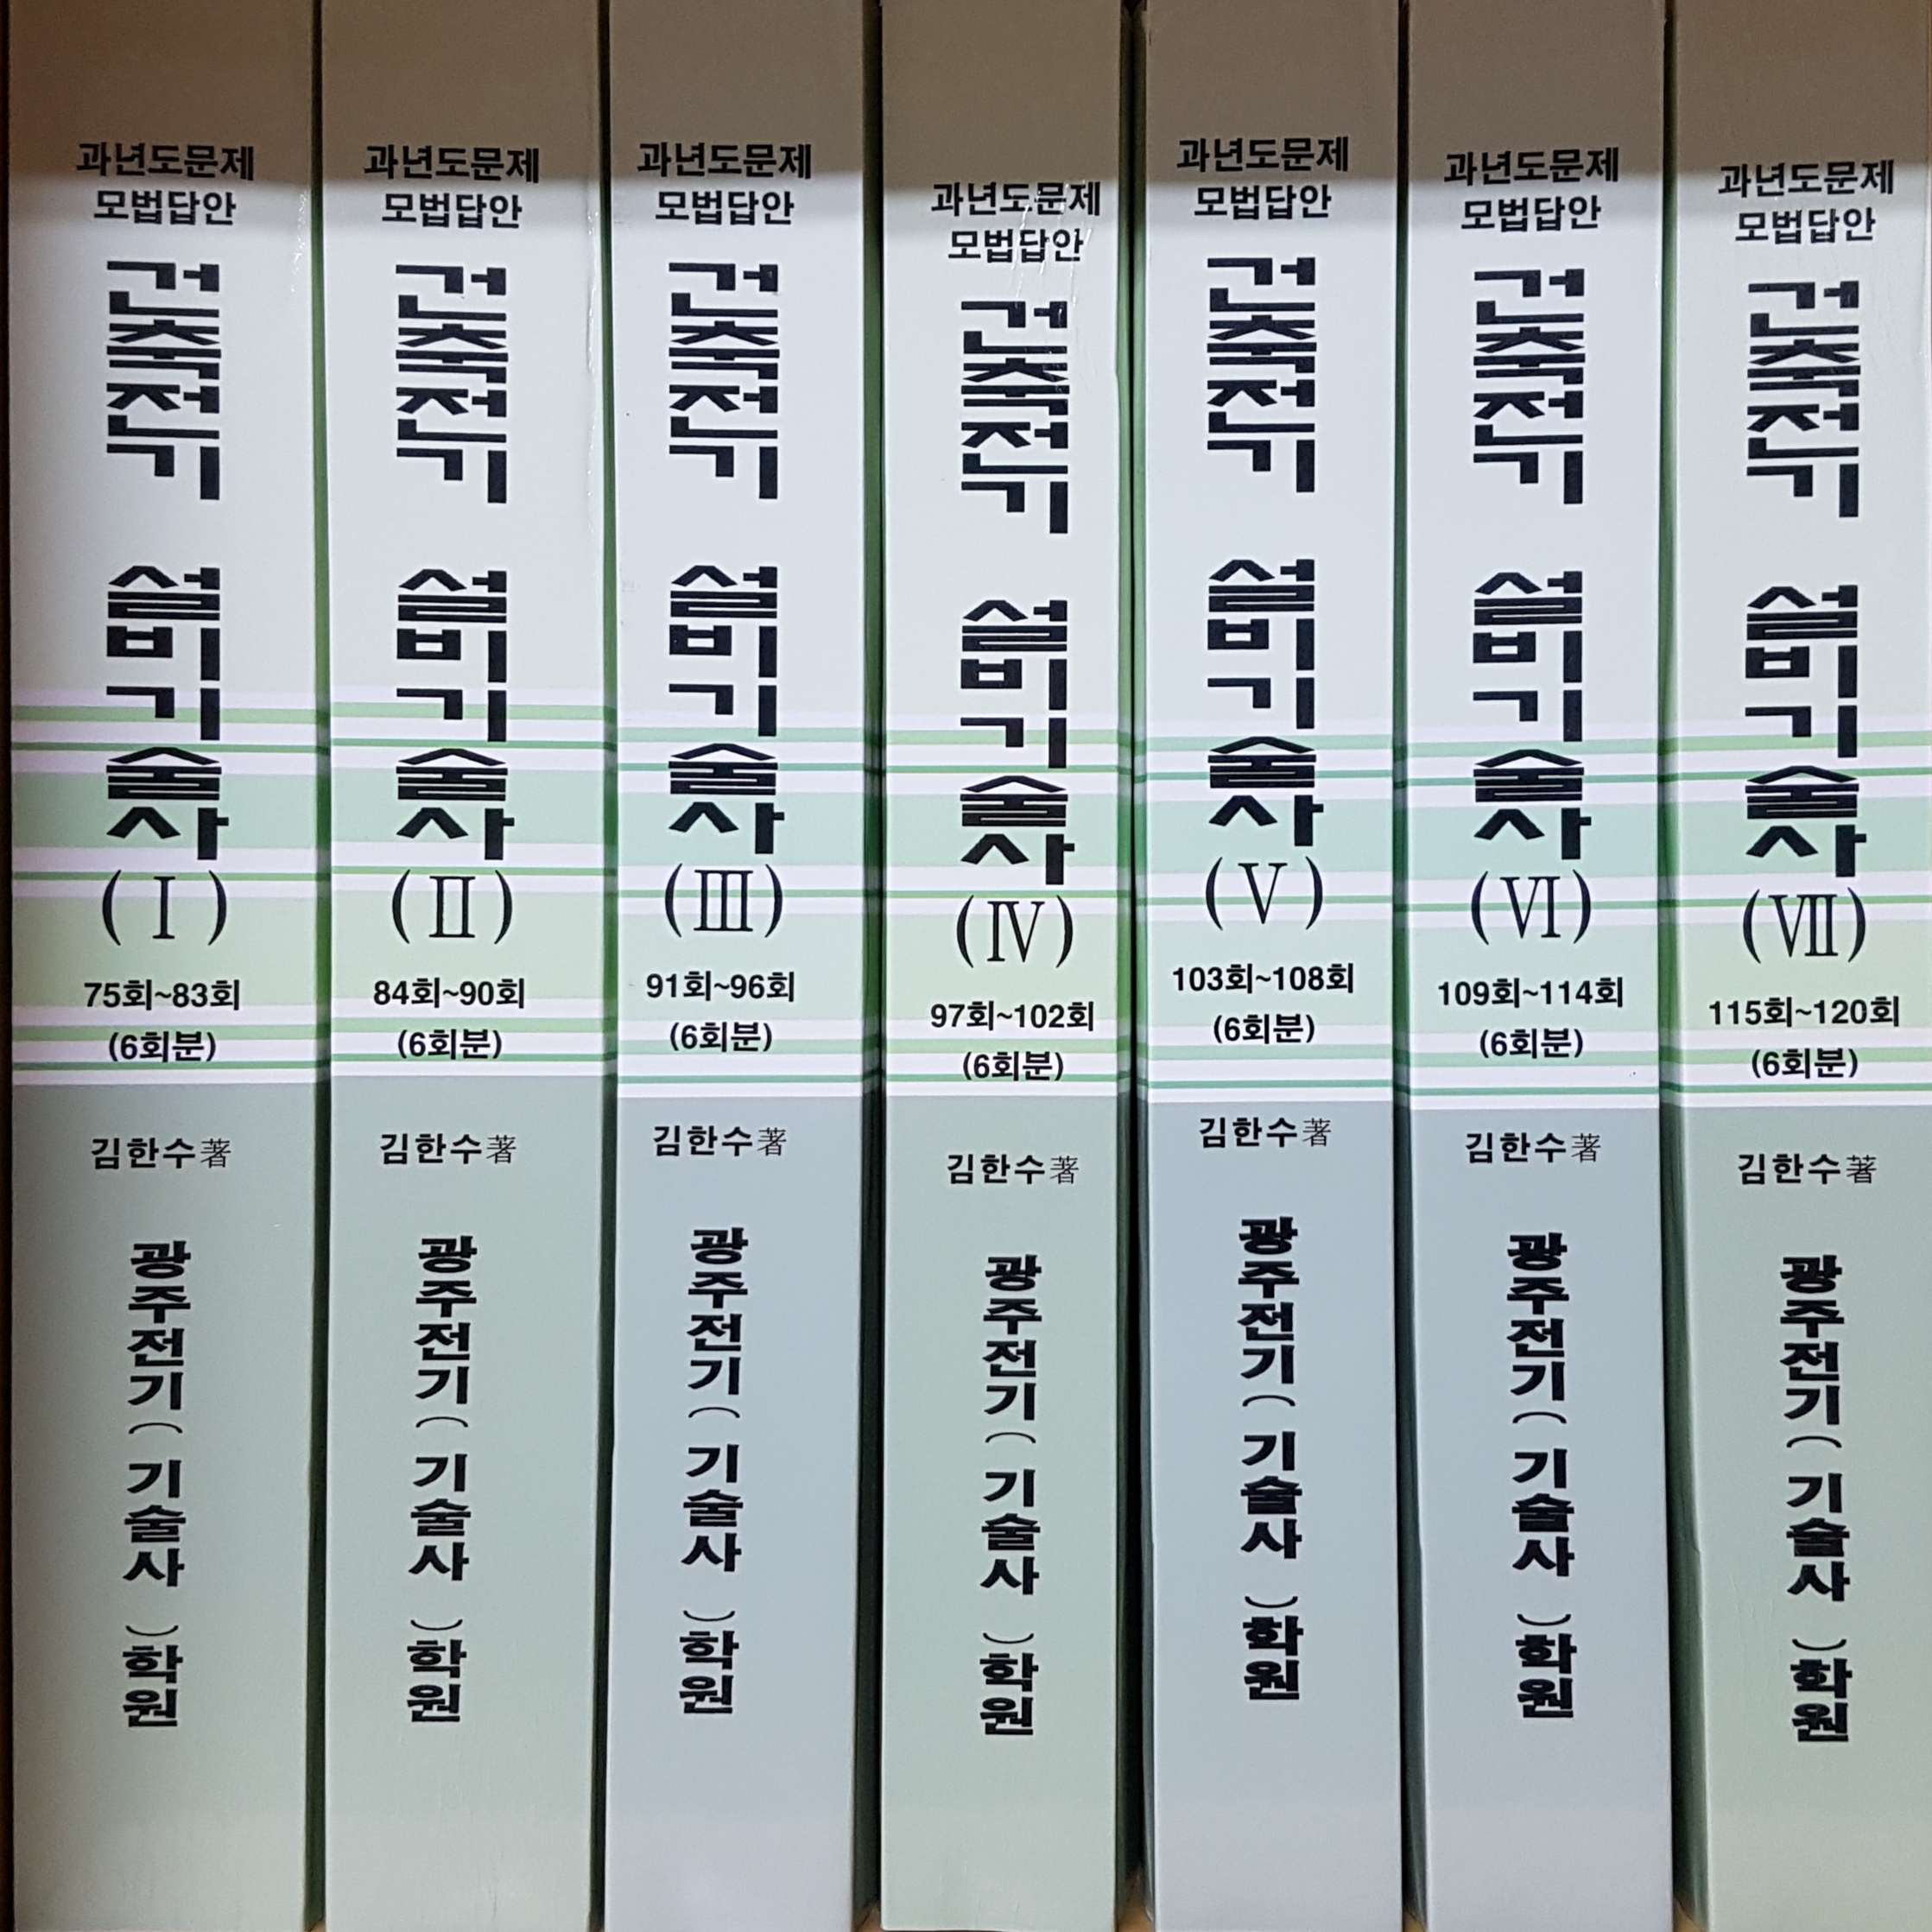 과년도문제
모법답안
건축전기 설비기술사
(Ⅰ)
75회~83회
(6회분)
김한수著
광주전기(기술사)학원
과년도문제
모법답안
건축전기 설비기술사
(Ⅱ)
84회~90회
(6회분)
김한수著
광주전기(기술사)학원
과년도문제
모법답안
건축전기 설비기술사
(Ⅲ)
91회~96회
(6회분)
김한수著
광주전기(기술사)학원
과년도문제
모법답안
건축전기 설비기술사
(Ⅳ)
97회~102회
(6회분)
김한수著
광주전기(기술사)학원
과년도문제
모법답안
건축전기 설비기술사
(Ⅴ)
103회~108회
(6회분)
김한수著
광주전기(기술사)학원
과년도문제
모법답안
건축전기 설비기술사
(Ⅵ)
109회~114회
(6회분)
김한수著
광주전기(기술사)학원
과년도문제
모법답안
건축전기 설비기술사
(Ⅶ)
115회~120회
(6회분)
김한수著
광주전기(기술사)학원